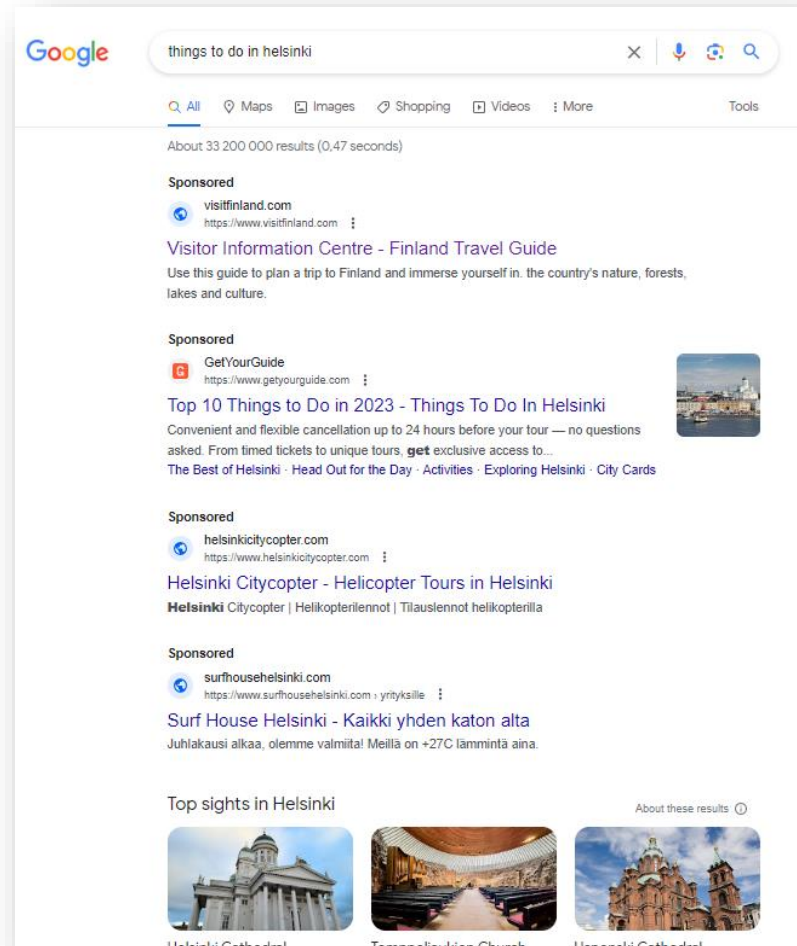 Google
things to do in helsinki
All Maps Images Shopping Videos More Tools
About 33 200 000 results (0,47 seconds)
Sponsored
visitfinland.com
https://www.visitfinland.com
Visitor Information Centre - Finland Travel Guide
Use this guide to plan a trip to Finland and immerse yourself in. the country's nature, forests,
lakes and culture.
Sponsored
G
GetYourGuide
https://www.getyourguide.com
Top 10 Things to Do in 2023 - Things To Do In Helsinki
Convenient and flexible cancellation up to 24 hours before your tour — no questions
asked. From timed tickets to unique tours, get exclusive access to...
The Best of Helsinki · Head Out for the Day · Activities · Exploring Helsinki · City Cards
Sponsored
helsinkicitycopter.com
https://www.helsinkicitycopter.com
Helsinki Citycopter - Helicopter Tours in Helsinki
Helsinki Citycopter | Helikopterilennot | Tilauslennot helikopterilla
Sponsored
surfhousehelsinki.com
https://www.surfhousehelsinki.com › yrityksille
Surf House Helsinki - Kaikki yhden katon alta
Juhlakausi alkaa, olemme valmiita! Meillä on +27C lämmintä aina.
Top sights in Helsinki
About these results
Helsinki Cathedral Temppeliaukion Church Uspenski Cathedral